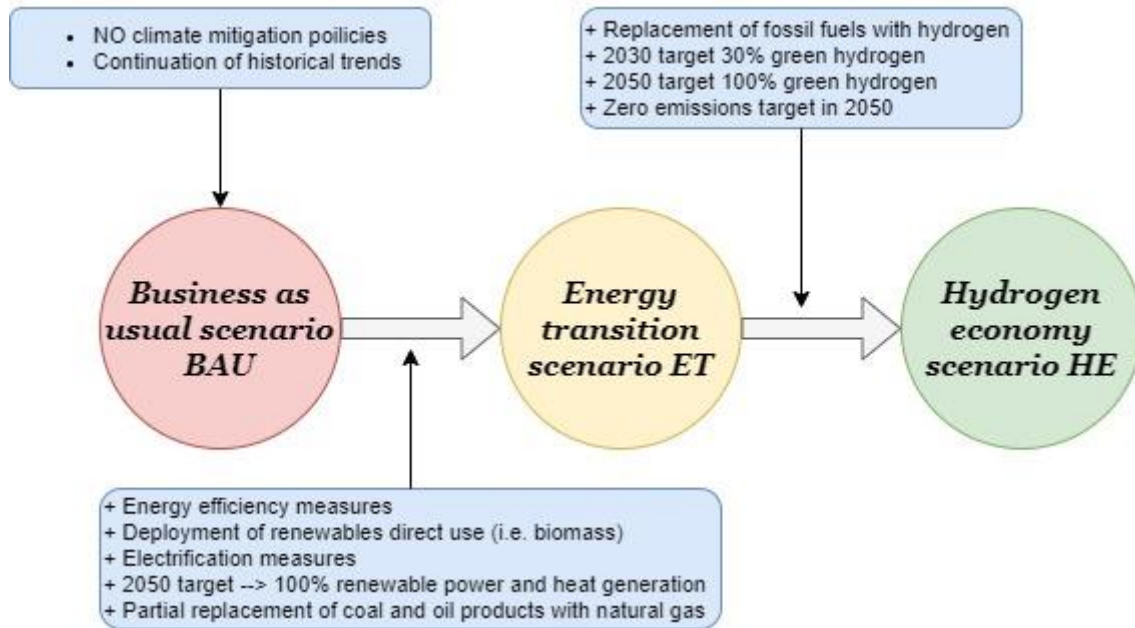 • NO climate mitigation poilicies
• Continuation of historical trends
+ Replacement of fossil fuels with hydrogen
+ 2030 target 30% green hydrogen
+ 2050 target 100% green hydrogen
+ Zero emissions target in 2050
Business as
usual scenario
BAU
Energy
transition
scenario ET
Hydrogen
economy
scenario HE
+ Energy efficiency measures
+ Deployment of renewables direct use (i.e. biomass)
+ Electrification measures
+ 2050 target --> 100% renewable power and heat generation
+ Partial replacement of coal and oil products with natural gas